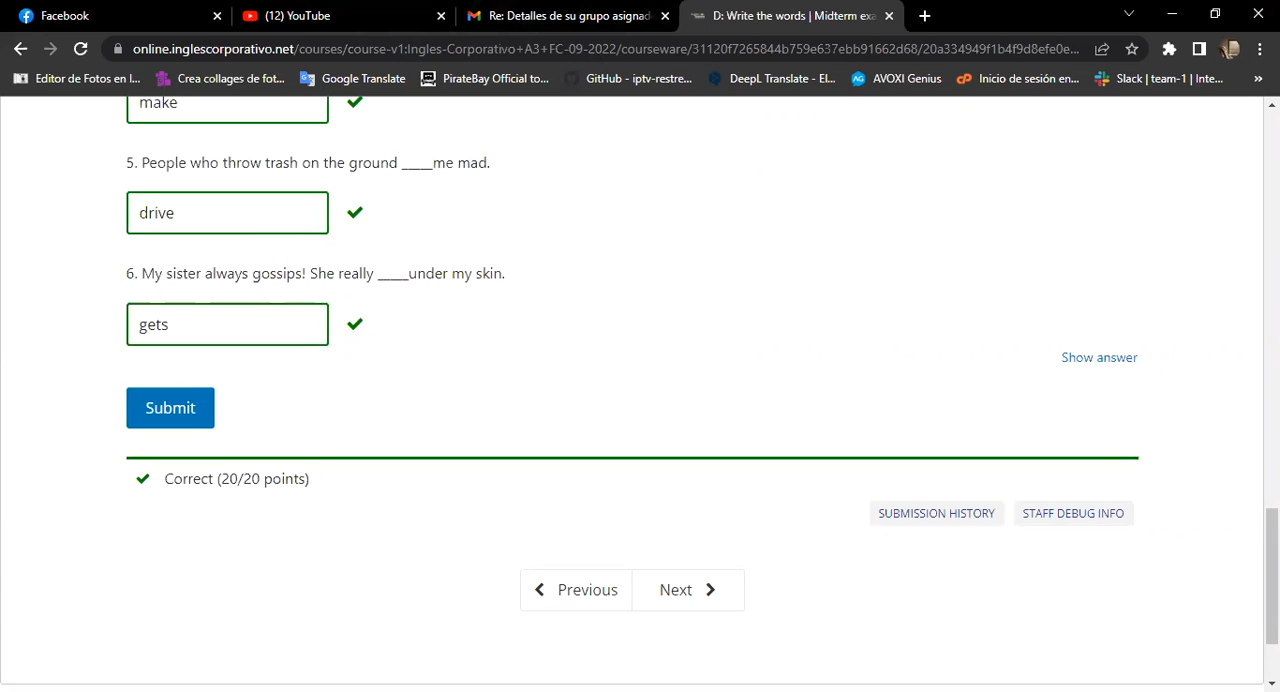 Facebook
(12) YouTube
Re: Detalles de su grupo asignad
D: Write the words | Midterm exa
online.inglescorporativo.net/courses/course-v1:Ingles-Corporativo+A3+FC-09-2022/courseware/31120f7265844b759e637ebb91662d68/20a334949f1b4f9d8efe0e...
Editor de Fotos en l...
Crea collages de fot...
Google Translate
PirateBay Official to...
GitHub - iptv-restre...
DeepL Translate - El...
AVOXI Genius
Inicio de sesión en...
Slack | team-1 | Inte...
»
make
5. People who throw trash on the ground ____me mad.
drive
6. My sister always gossips! She really ____under my skin.
gets
Show answer
Submit
Correct (20/20 points)
SUBMISSION HISTORY
STAFF DEBUG INFO
Previous
Next